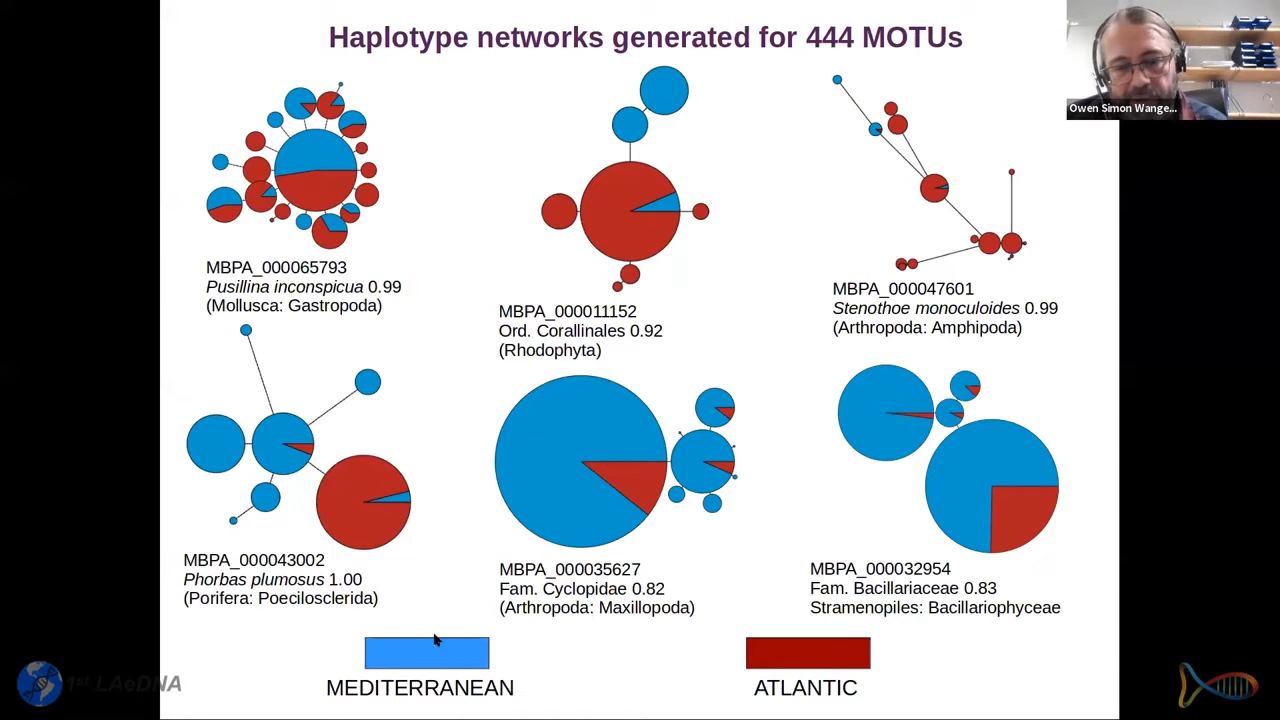 Haplotype networks generated for 444 MOTUs
Owen Simon Wange...
MBPA_000065793
Pusillina inconspicua 0.99
(Mollusca: Gastropoda)
MBPA_000011152
Ord. Corallinales 0.92
(Rhodophyta)
MBPA_000047601
Stenothoe monoculoides 0.99
(Arthropoda: Amphipoda)
MBPA_000043002
Phorbas plumosus 1.00
(Porifera: Poecilosclerida)
MBPA_000035627
Fam. Cyclopidae 0.82
(Arthropoda: Maxillopoda)
MBPA_000032954
Fam. Bacillariaceae 0.83
Stramenopiles: Bacillariophyceae
MEDITERRANEAN
ATLANTIC
1st LAeDNA